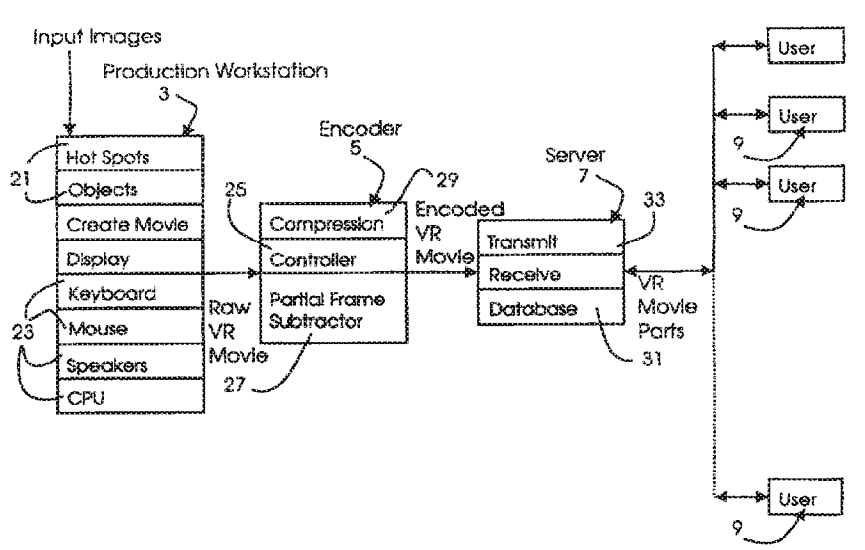 Input Images
Production Workstation
3
Hot Spots
21
Objects
Create Movie
Display
Keyboard
23
Mouse
Speakers
CPU
Raw
VR
Movie
Encoder
5
29
25
Compression
Controller
Partial Frame
Subtractor
27
Encoded
VR
Movie
Server
7
33
Transmit
Receive
Database
31
VR
Movie
Parts
User
User
9
User
9
User
9